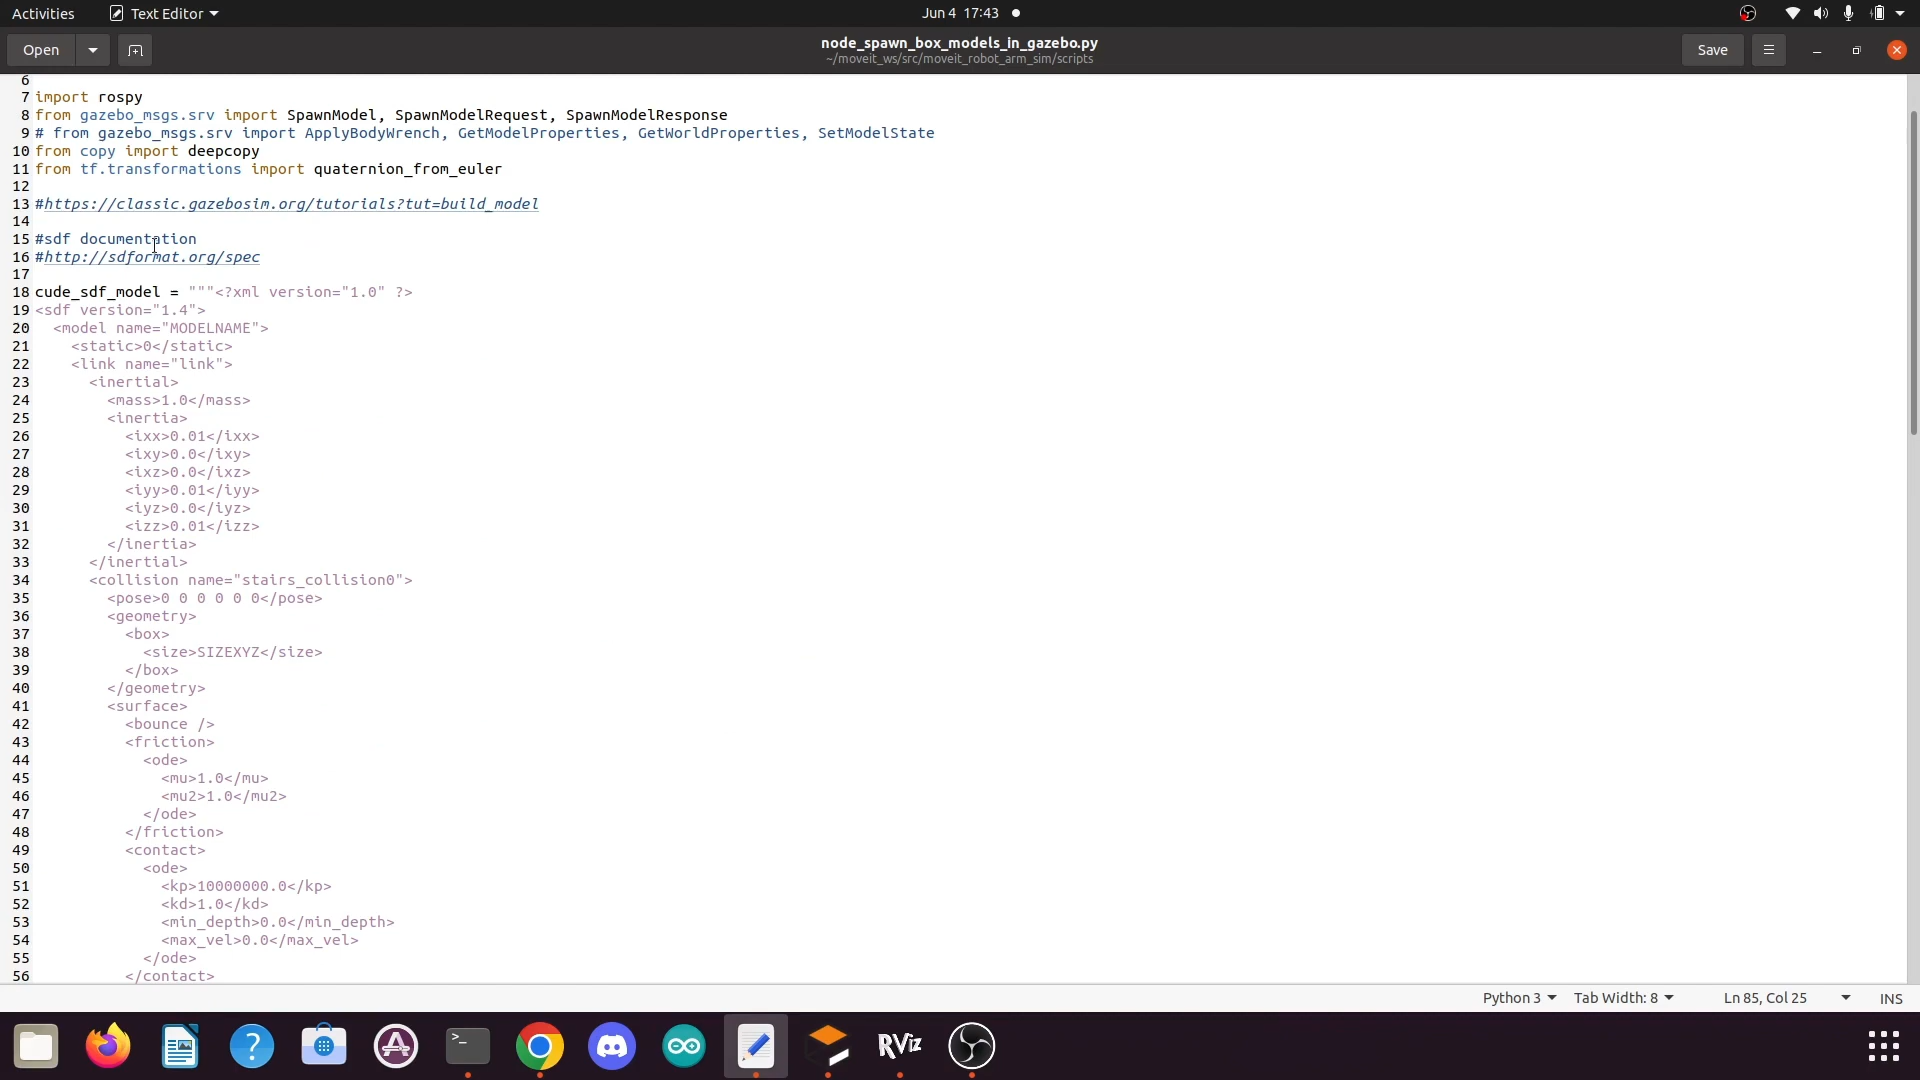 Activities Text Editor Jun 4 17:43
Open node_spawn_box_models_in_gazebo.py Save
~/moveit_ws/src/moveit_robot_arm_sim/scripts
6
7 import rospy
8 from gazebo_msgs.srv import SpawnModel, SpawnModelRequest, SpawnModelResponse
9 # from gazebo_msgs.srv import ApplyBodyWrench, GetModelProperties, GetWorldProperties, SetModelState
10 from copy import deepcopy
11 from tf.transformations import quaternion_from_euler
12
13 #https://classic.gazebosim.org/tutorials?tut=build_model
14
15 #sdf documentation
16 #http://sdformat.org/spec
17
18 cude_sdf_model = """<?xml version="1.0" ?>
19 <sdf version="1.4">
20 <model name="MODELNAME">
21 <static>0</static>
22 <link name="link">
23 <inertial>
24 <mass>1.0</mass>
25 <inertia>
26 <ixx>0.01</ixx>
27 <ixy>0.0</ixy>
28 <ixz>0.0</ixz>
29 <iyy>0.01</iyy>
30 <iyz>0.0</iyz>
31 <izz>0.01</izz>
32 </inertia>
33 </inertial>
34 <collision name="stairs_collision0">
35 <pose>0 0 0 0 0 0</pose>
36 <geometry>
37 <box>
38 <size>SIZEXYZ</size>
39 </box>
40 </geometry>
41 <surface>
42 <bounce />
43 <friction>
44 <ode>
45 <mu>1.0</mu>
46 <mu2>1.0</mu2>
47 </ode>
48 </friction>
49 <contact>
50 <ode>
51 <kp>10000000.0</kp>
52 <kd>1.0</kd>
53 <min_depth>0.0</min_depth>
54 <max_vel>0.0</max_vel>
55 </ode>
56 </contact>
Python 3 Tab Width: 8 Ln 85, Col 25 INS
RViz